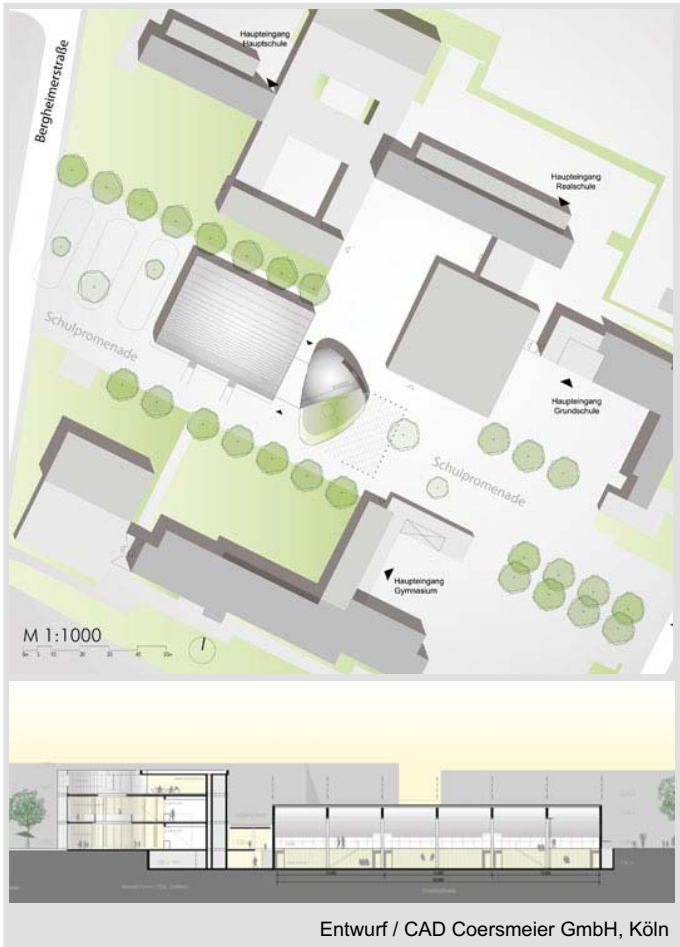 Haupteingang
Hauptschule
Bergheimerstraße
Haupteingang
Realschule
Schulpromenade
Haupteingang
Grundschule
Schulpromenade
Haupteingang
Gymnasium
M 1:1000
Entwurf / CAD Coersmeier GmbH, Köln